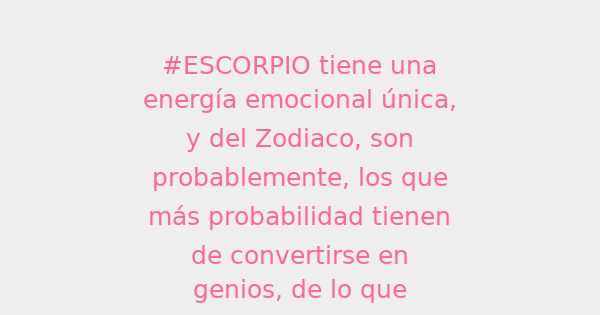 #ESCORPIO tiene una
energía emocional única,
y del Zodiaco, son
probablemente, los que
más probabilidad tienen
de convertirse en
genios, de lo que